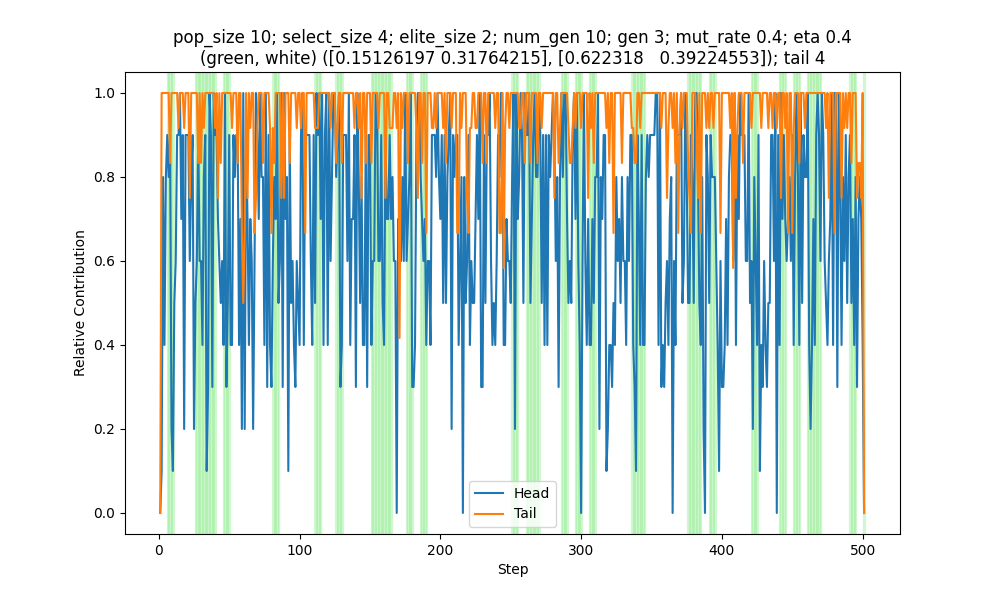 pop_size 10; select_size 4; elite_size 2; num_gen 10; gen 3; mut_rate 0.4; eta 0.4
(green, white) ([0.15126197 0.31764215], [0.622318   0.39224553]); tail 4
1.0
0.8
0.6
0.4
0.2
0.0
Relative Contribution
Head
Tail
0 100 200 300 400 500
Step